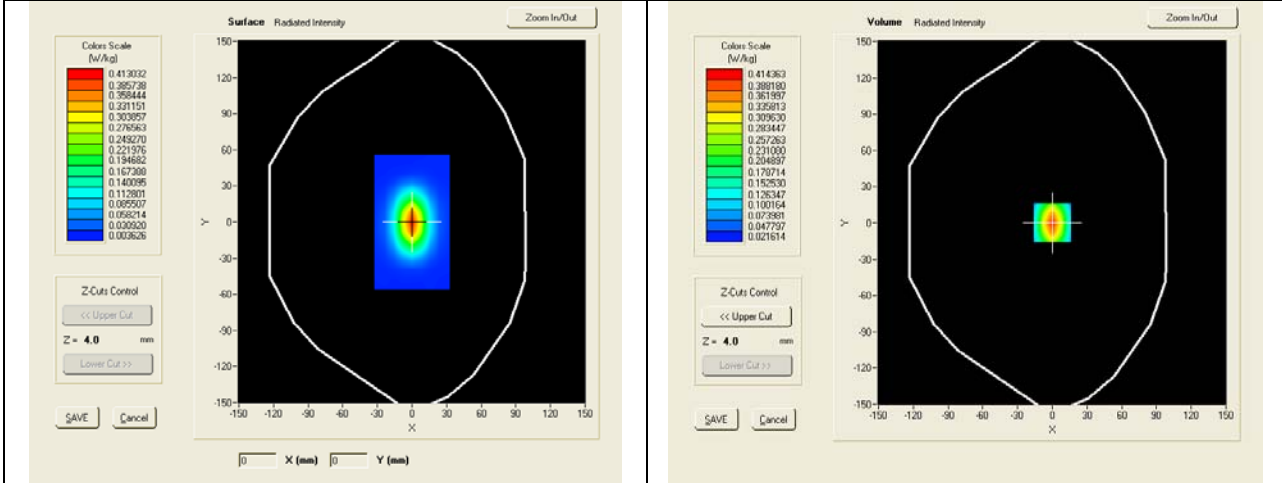 Surface Radiated Intensity
Zoom In/Out
Colors Scale
(W/kg)
0.413032
0.385738
0.358444
0.331151
0.303857
0.276563
0.249270
0.221976
0.194682
0.167388
0.140095
0.112801
0.085507
0.058214
0.030920
0.003626
Z-Cuts Control
<< Upper Cut
Z = 4.0 mm
Lower Cut >>
SAVE Cancel
150-
120-
90-
60-
30-
0-
-30-
-60-
-90-
-120-
-150-
Y
-150 -120 -90 -60 -30 0 30 60 90 120 150
X
0 X (mm) 0 Y (mm)
Volume Radiated Intensity
Zoom In/Out
Colors Scale
(W/kg)
0.414363
0.388180
0.361997
0.335813
0.309630
0.283447
0.257263
0.231080
0.204897
0.178714
0.152530
0.126347
0.100164
0.073981
0.047797
0.021614
Z-Cuts Control
<< Upper Cut
Z = 4.0 mm
Lower Cut >>
SAVE Cancel
150-
120-
90-
60-
30-
0-
-30-
-60-
-90-
-120-
-150-
Y
-150 -120 -90 -60 -30 0 30 60 90 120 150
X